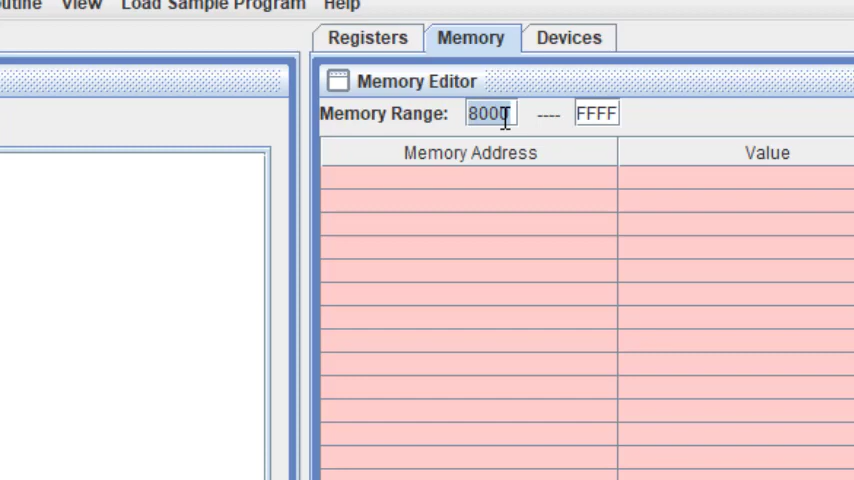 View Load Sample Program Help
Registers Memory Devices
Memory Editor
Memory Range: 8000 ---- FFFF
Memory Address Value